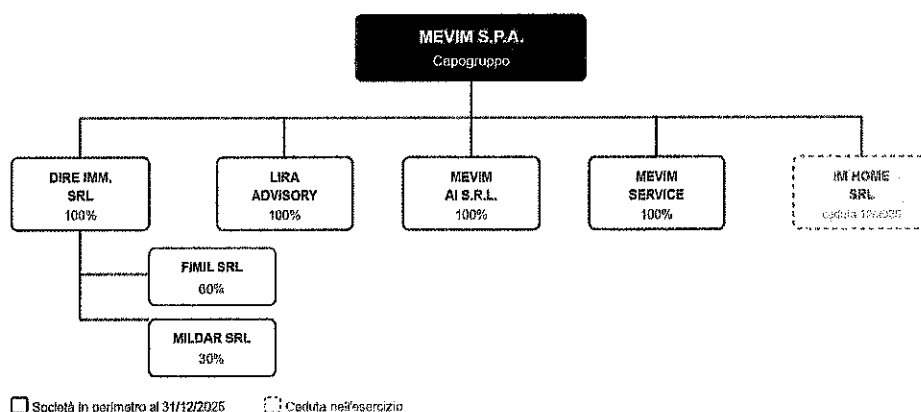 MEVIM S.P.A.
Capogruppo
DIRE IMM.
SRL
100%
LIRA
ADVISORY
100%
MEVIM
AI S.R.L.
100%
MEVIM
SERVICE
100%
IM HOME
SRL
ceduta
FIMIL SRL
60%
MILDAR SRL
30%
Società in perimetro al 31/12/2025
Ceduta nell'esercizio